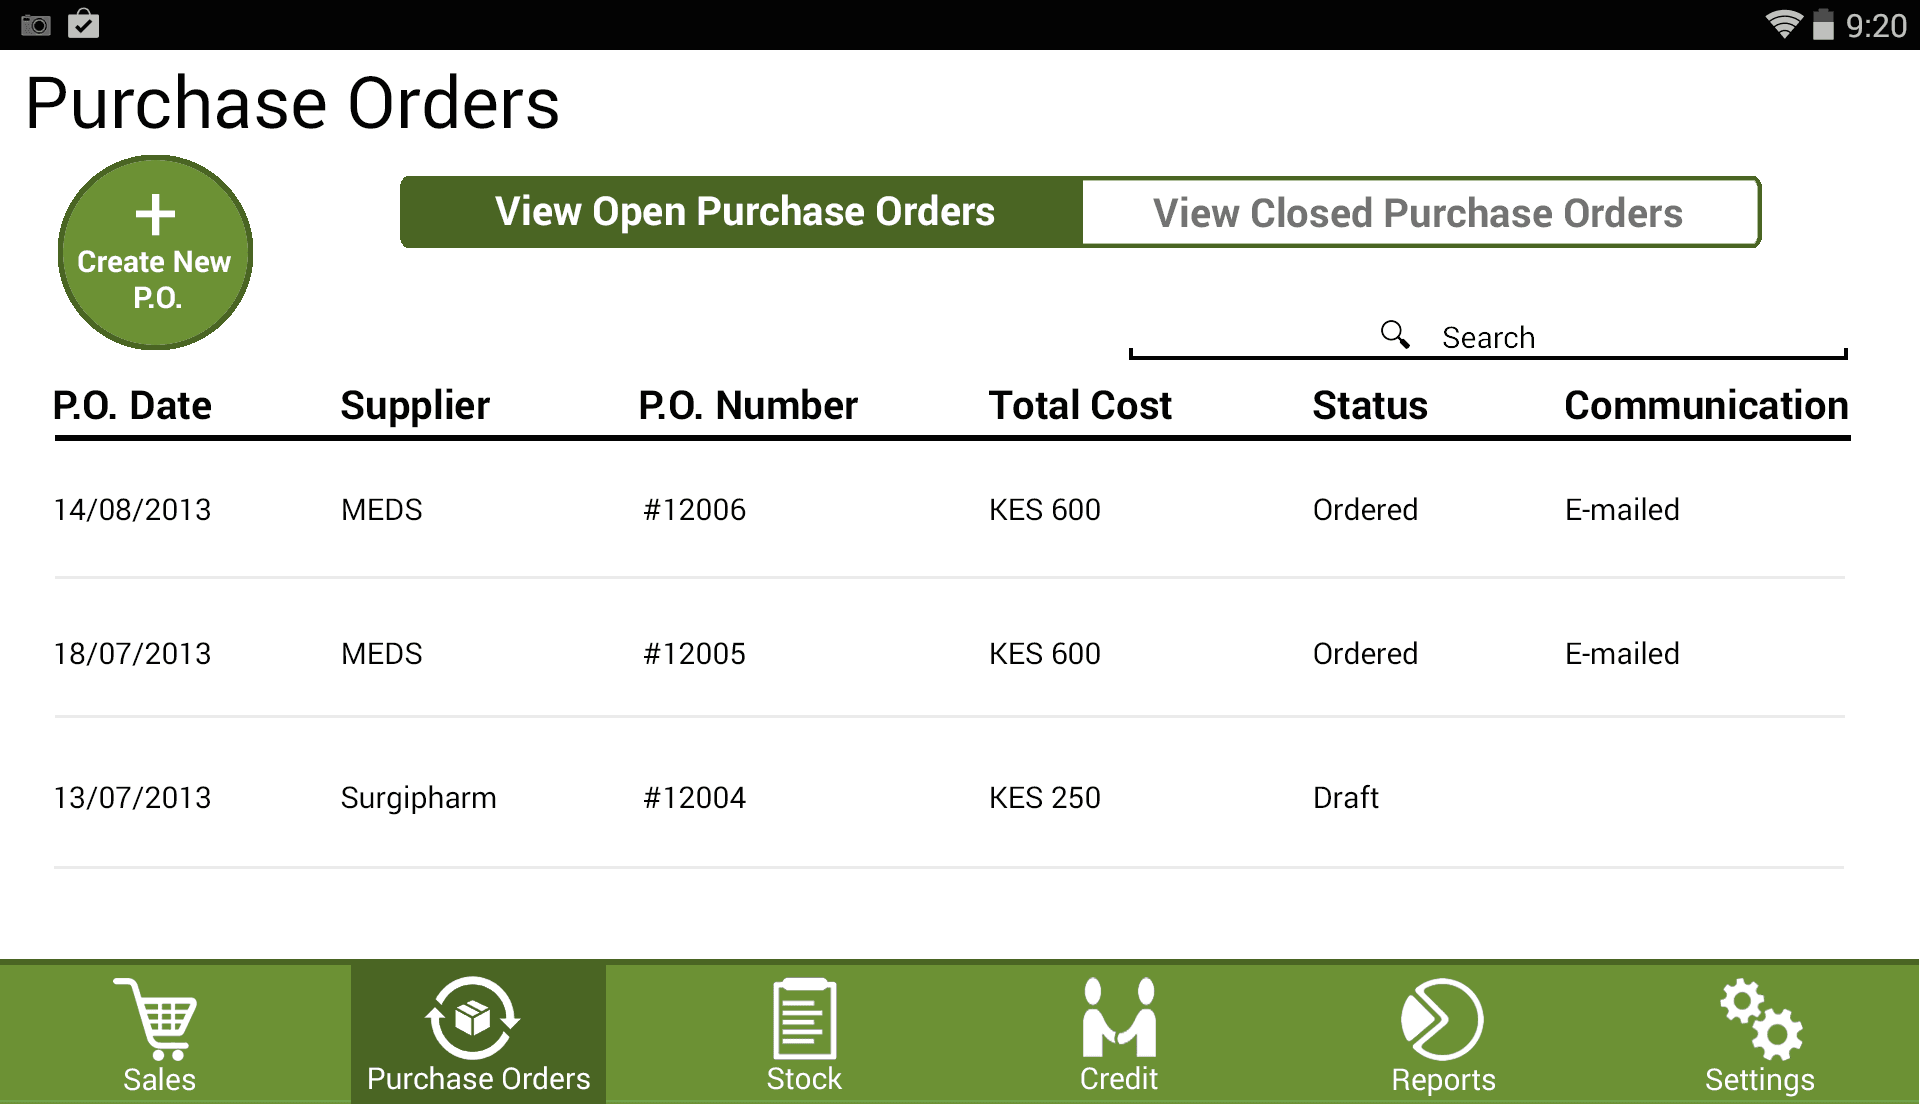 9:20
Purchase Orders
Create New
P.O.
View Open Purchase Orders
View Closed Purchase Orders
Search
P.O. Date Supplier P.O. Number Total Cost Status Communication
14/08/2013 MEDS #12006 KES 600 Ordered E-mailed
18/07/2013 MEDS #12005 KES 600 Ordered E-mailed
13/07/2013 Surgipharm #12004 KES 250 Draft
Sales Purchase Orders Stock Credit Reports Settings